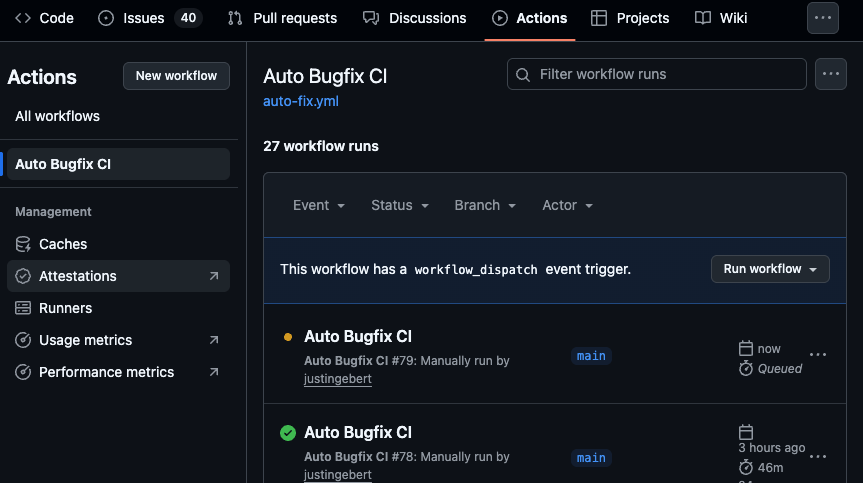 Code Issues 40 Pull requests Discussions Actions Projects Wiki
Actions
New workflow
All workflows
Auto Bugfix CI
Management
Caches
Attestations
Runners
Usage metrics
Performance metrics
Auto Bugfix CI
auto-fix.yml
Filter workflow runs
27 workflow runs
Event Status Branch Actor
This workflow has a workflow_dispatch event trigger.
Run workflow
Auto Bugfix CI
Auto Bugfix CI #79: Manually run by
justingebert
main
now
Queued
Auto Bugfix CI
Auto Bugfix CI #78: Manually run by
justingebert
main
3 hours ago
46m